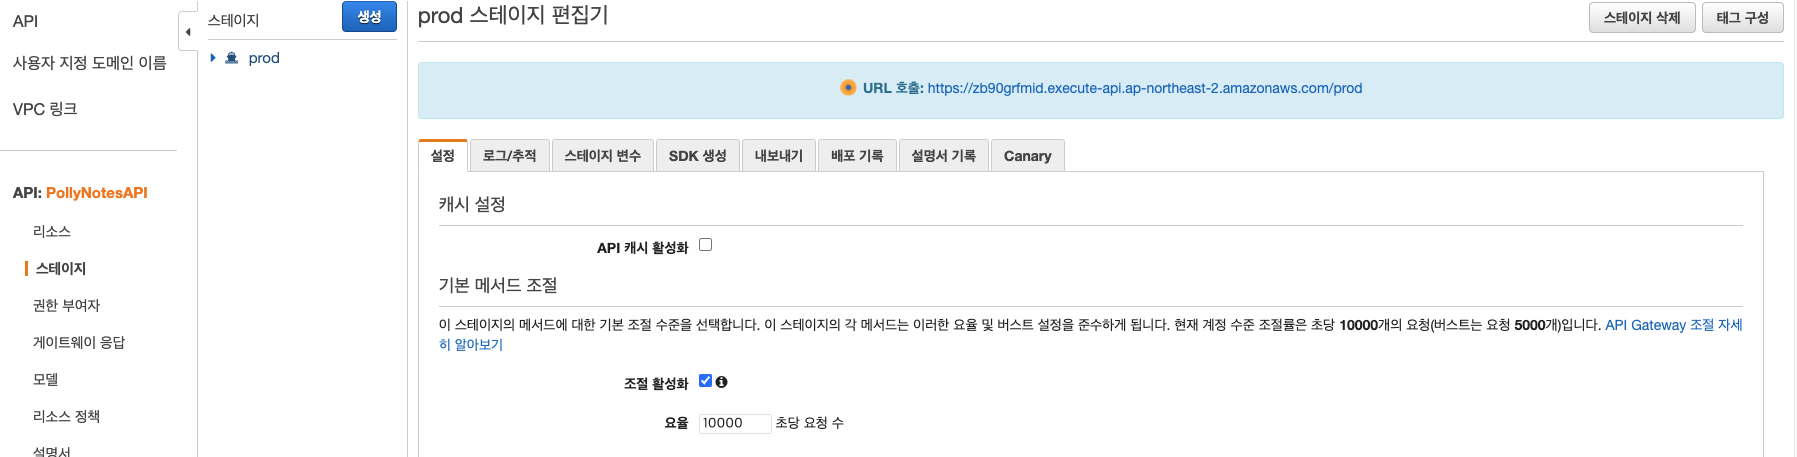 API
사용자 지정 도메인 이름
VPC 링크
API: PollyNotesAPI
리소스
스테이지
권한 부여자
게이트웨이 응답
모델
리소스 정책
설명서
스테이지
생성
prod
prod 스테이지 편집기
스테이지 삭제
태그 구성
URL 호출: https://zb90grfmid.execute-api.ap-northeast-2.amazonaws.com/prod
설정
로그/추적
스테이지 변수
SDK 생성
내보내기
배포 기록
설명서 기록
Canary
캐시 설정
API 캐시 활성화
기본 메서드 조절
이 스테이지의 메서드에 대한 기본 조절 수준을 선택합니다. 이 스테이지의 각 메서드는 이러한 요율 및 버스트 설정을 준수하게 됩니다. 현재 계정 수준 조절률은 초당 10000개의 요청(버스트는 요청 5000개)입니다. API Gateway 조절 자세
히 알아보기
조절 활성화
요율 10000 초당 요청 수